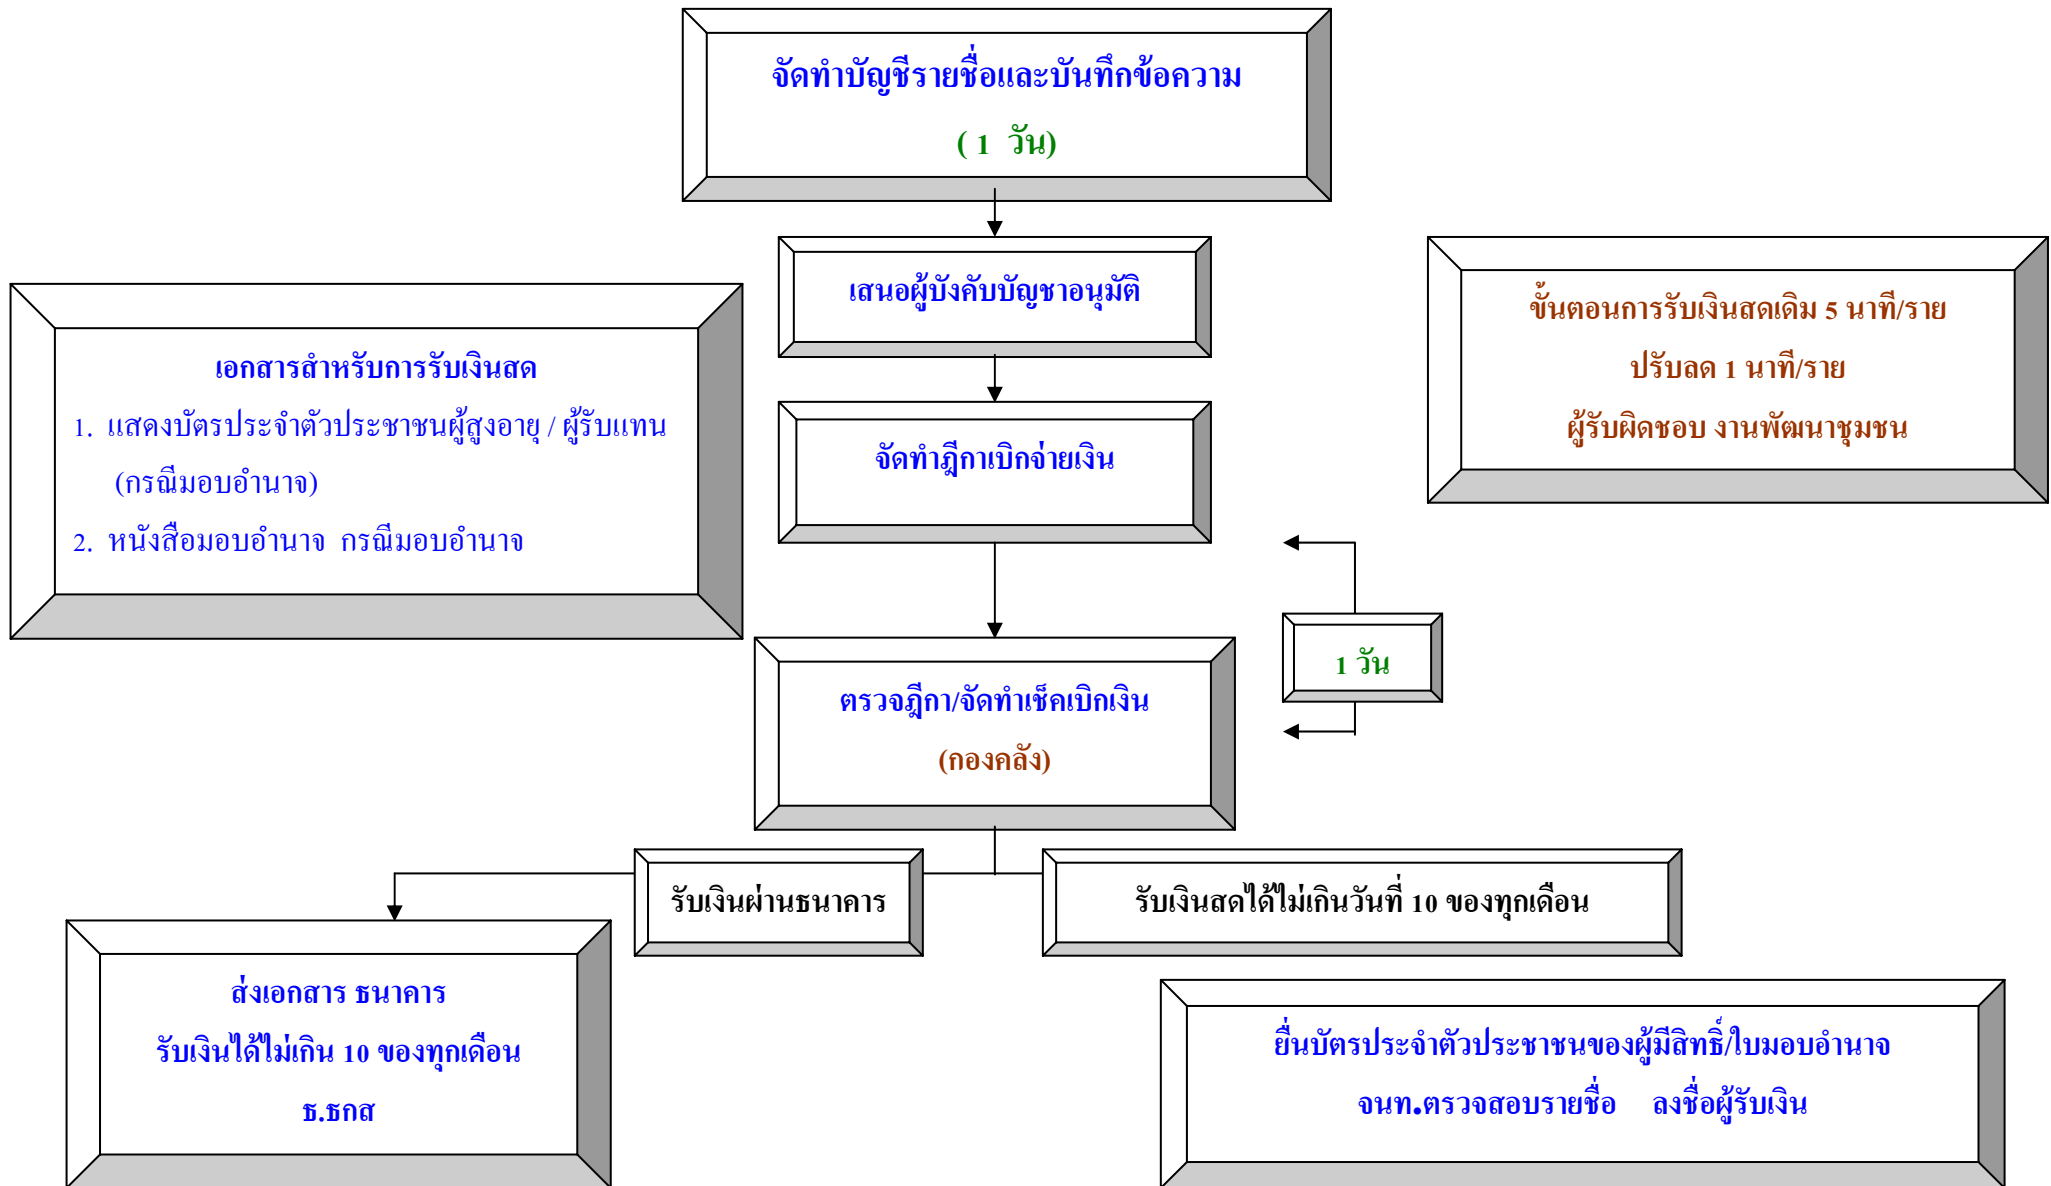 จัดทำบัญชีรายชื่อและบันทึกข้อความ
( 1 วัน)
เสนอผู้บังคับบัญชาอนุมัติ
ขั้นตอนการรับเงินสดเดิม 5 นาที/ราย
ปรับลด 1 นาที/ราย
ผู้รับผิดชอบ งานพัฒนาชุมชน
เอกสารสำหรับการรับเงินสด
1. แสดงบัตรประจำตัวประชาชนผู้สูงอายุ / ผู้รับแทน
(กรณีมอบอำนาจ)
2. หนังสือมอบอำนาจ กรณีมอบอำนาจ
จัดทำฎีกาเบิกจ่ายเงิน
1 วัน
ตรวจฎีกา/จัดทำเช็คเบิกเงิน
(กองคลัง)
รับเงินผ่านธนาคาร
รับเงินสดได้ไม่เกินวันที่ 10 ของทุกเดือน
ส่งเอกสาร ธนาคาร
รับเงินได้ไม่เกิน 10 ของทุกเดือน
ธ.ธกส
ยื่นบัตรประจำตัวประชาชนของผู้มีสิทธิ์/ใบมอบอำนาจ
จนท.ตรวจสอบรายชื่อ ลงชื่อผู้รับเงิน